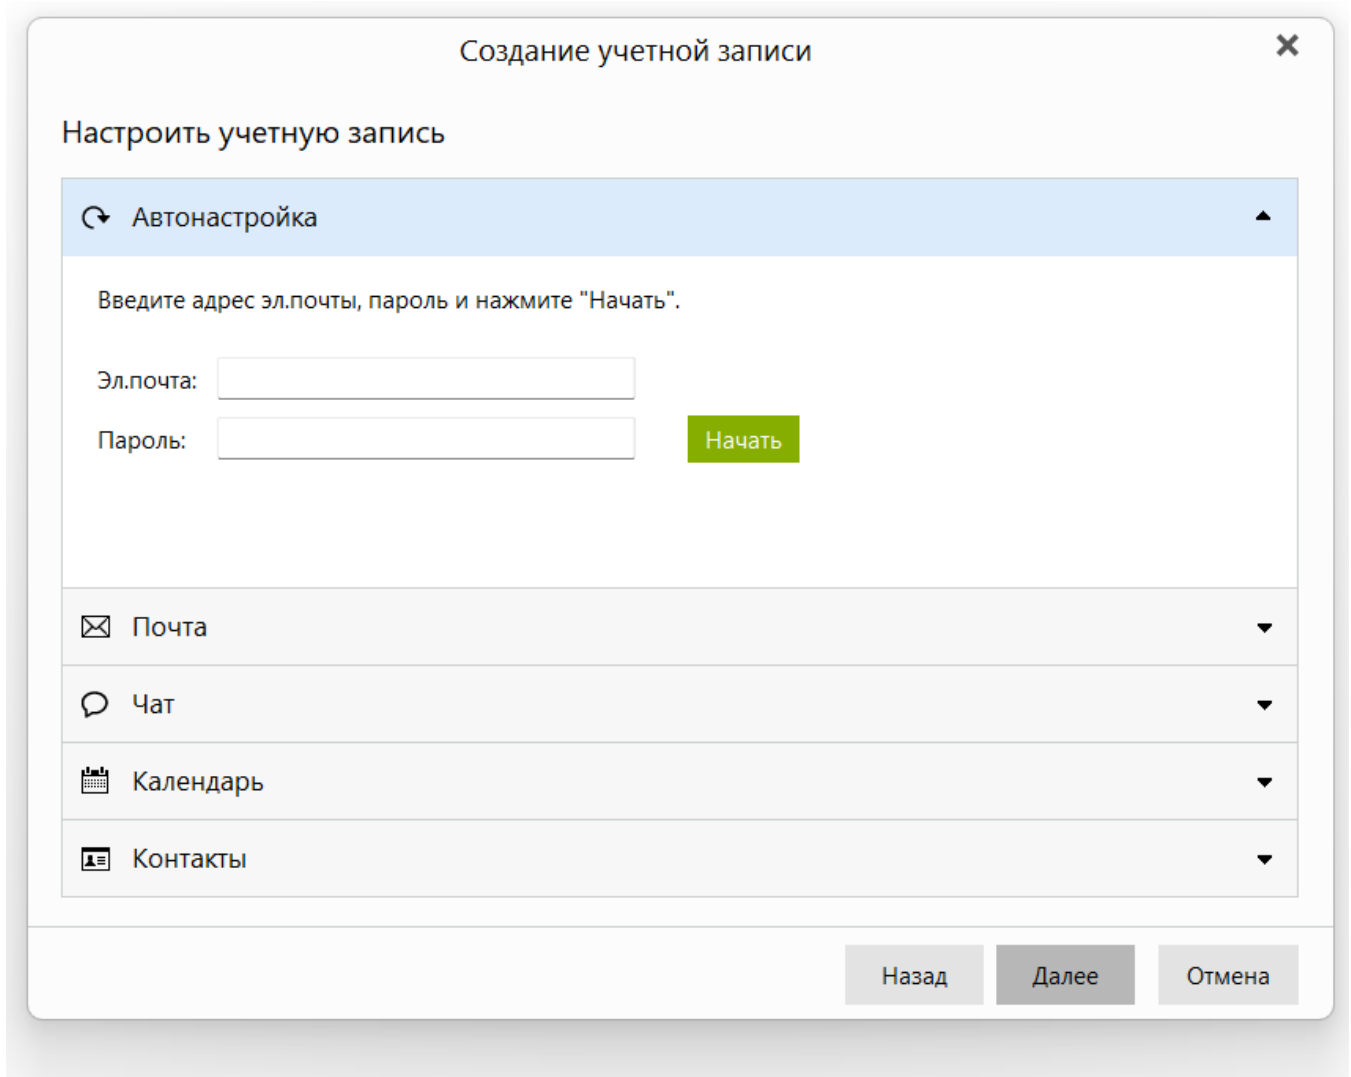 Создание учетной записи
Настроить учетную запись
Автонастройка
Введите адрес эл.почты, пароль и нажмите "Начать".
Эл.почта:
Пароль:
Начать
Почта
Чат
Календарь
Контакты
Назад Далее Отмена